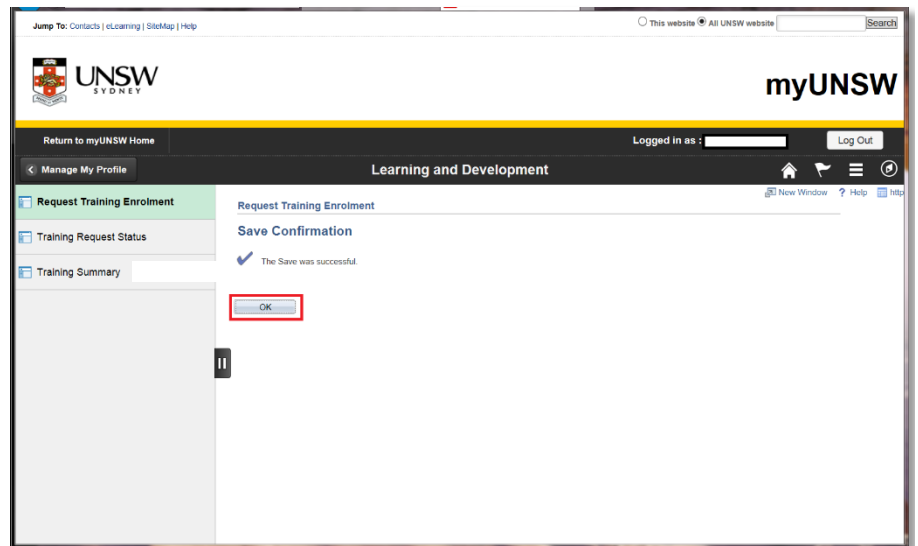 Jump To: Contacts | eLearning | SiteMap | Help
This website All UNSW website Search
UNSW
SYDNEY
myUNSW
Return to myUNSW Home
Logged in as :
Log Out
Manage My Profile
Learning and Development
New Window ? Help http
Request Training Enrolment
Training Request Status
Training Summary
Request Training Enrolment
Save Confirmation
The Save was successful.
OK